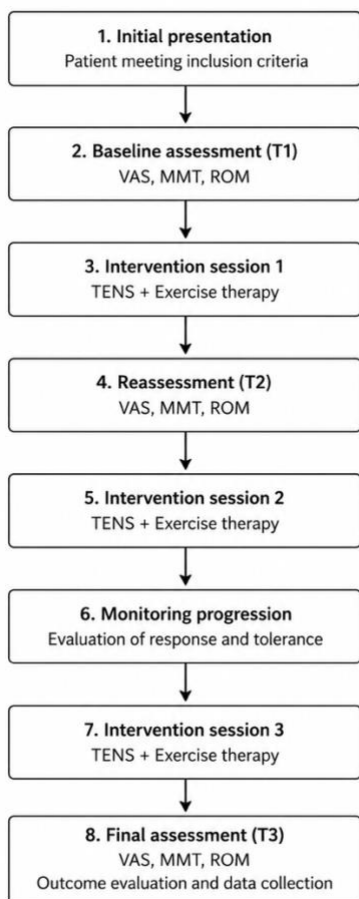 1. Initial presentation
Patient meeting inclusion criteria
2. Baseline assessment (T1)
VAS, MMT, ROM
3. Intervention session 1
TENS + Exercise therapy
4. Reassessment (T2)
VAS, MMT, ROM
5. Intervention session 2
TENS + Exercise therapy
6. Monitoring progression
Evaluation of response and tolerance
7. Intervention session 3
TENS + Exercise therapy
8. Final assessment (T3)
VAS, MMT, ROM
Outcome evaluation and data collection